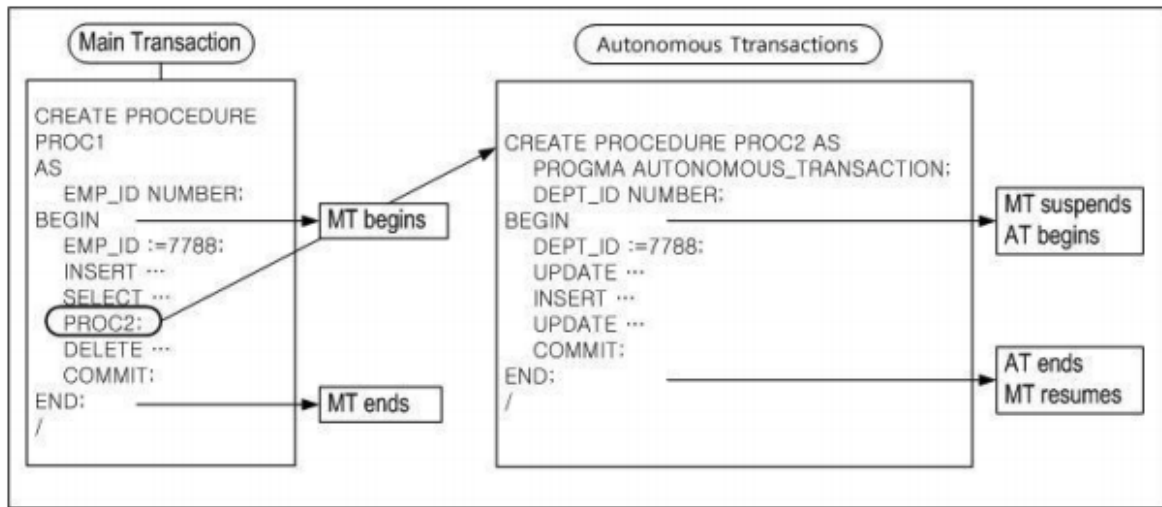 Main Transaction
CREATE PROCEDURE
PROC1
AS
EMP_ID NUMBER;
BEGIN
EMP_ID :=7788;
INSERT ···
SELECT ···
PROC2;
DELETE ···
COMMIT;
END;
/
MT begins
MT ends
Autonomous Ttransactions
CREATE PROCEDURE PROC2 AS
PROGMA AUTONOMOUS_TRANSACTION;
DEPT_ID NUMBER;
BEGIN
DEPT_ID :=7788;
UPDATE ···
INSERT ···
UPDATE ···
COMMIT;
END;
/
MT suspends
AT begins
AT ends
MT resumes